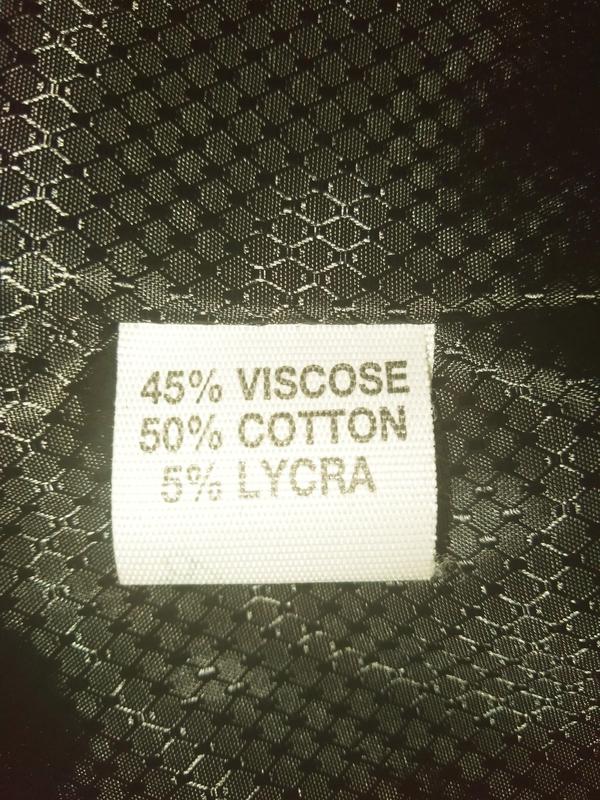 45% VISCOSE
50% COTTON
5% LYCRA